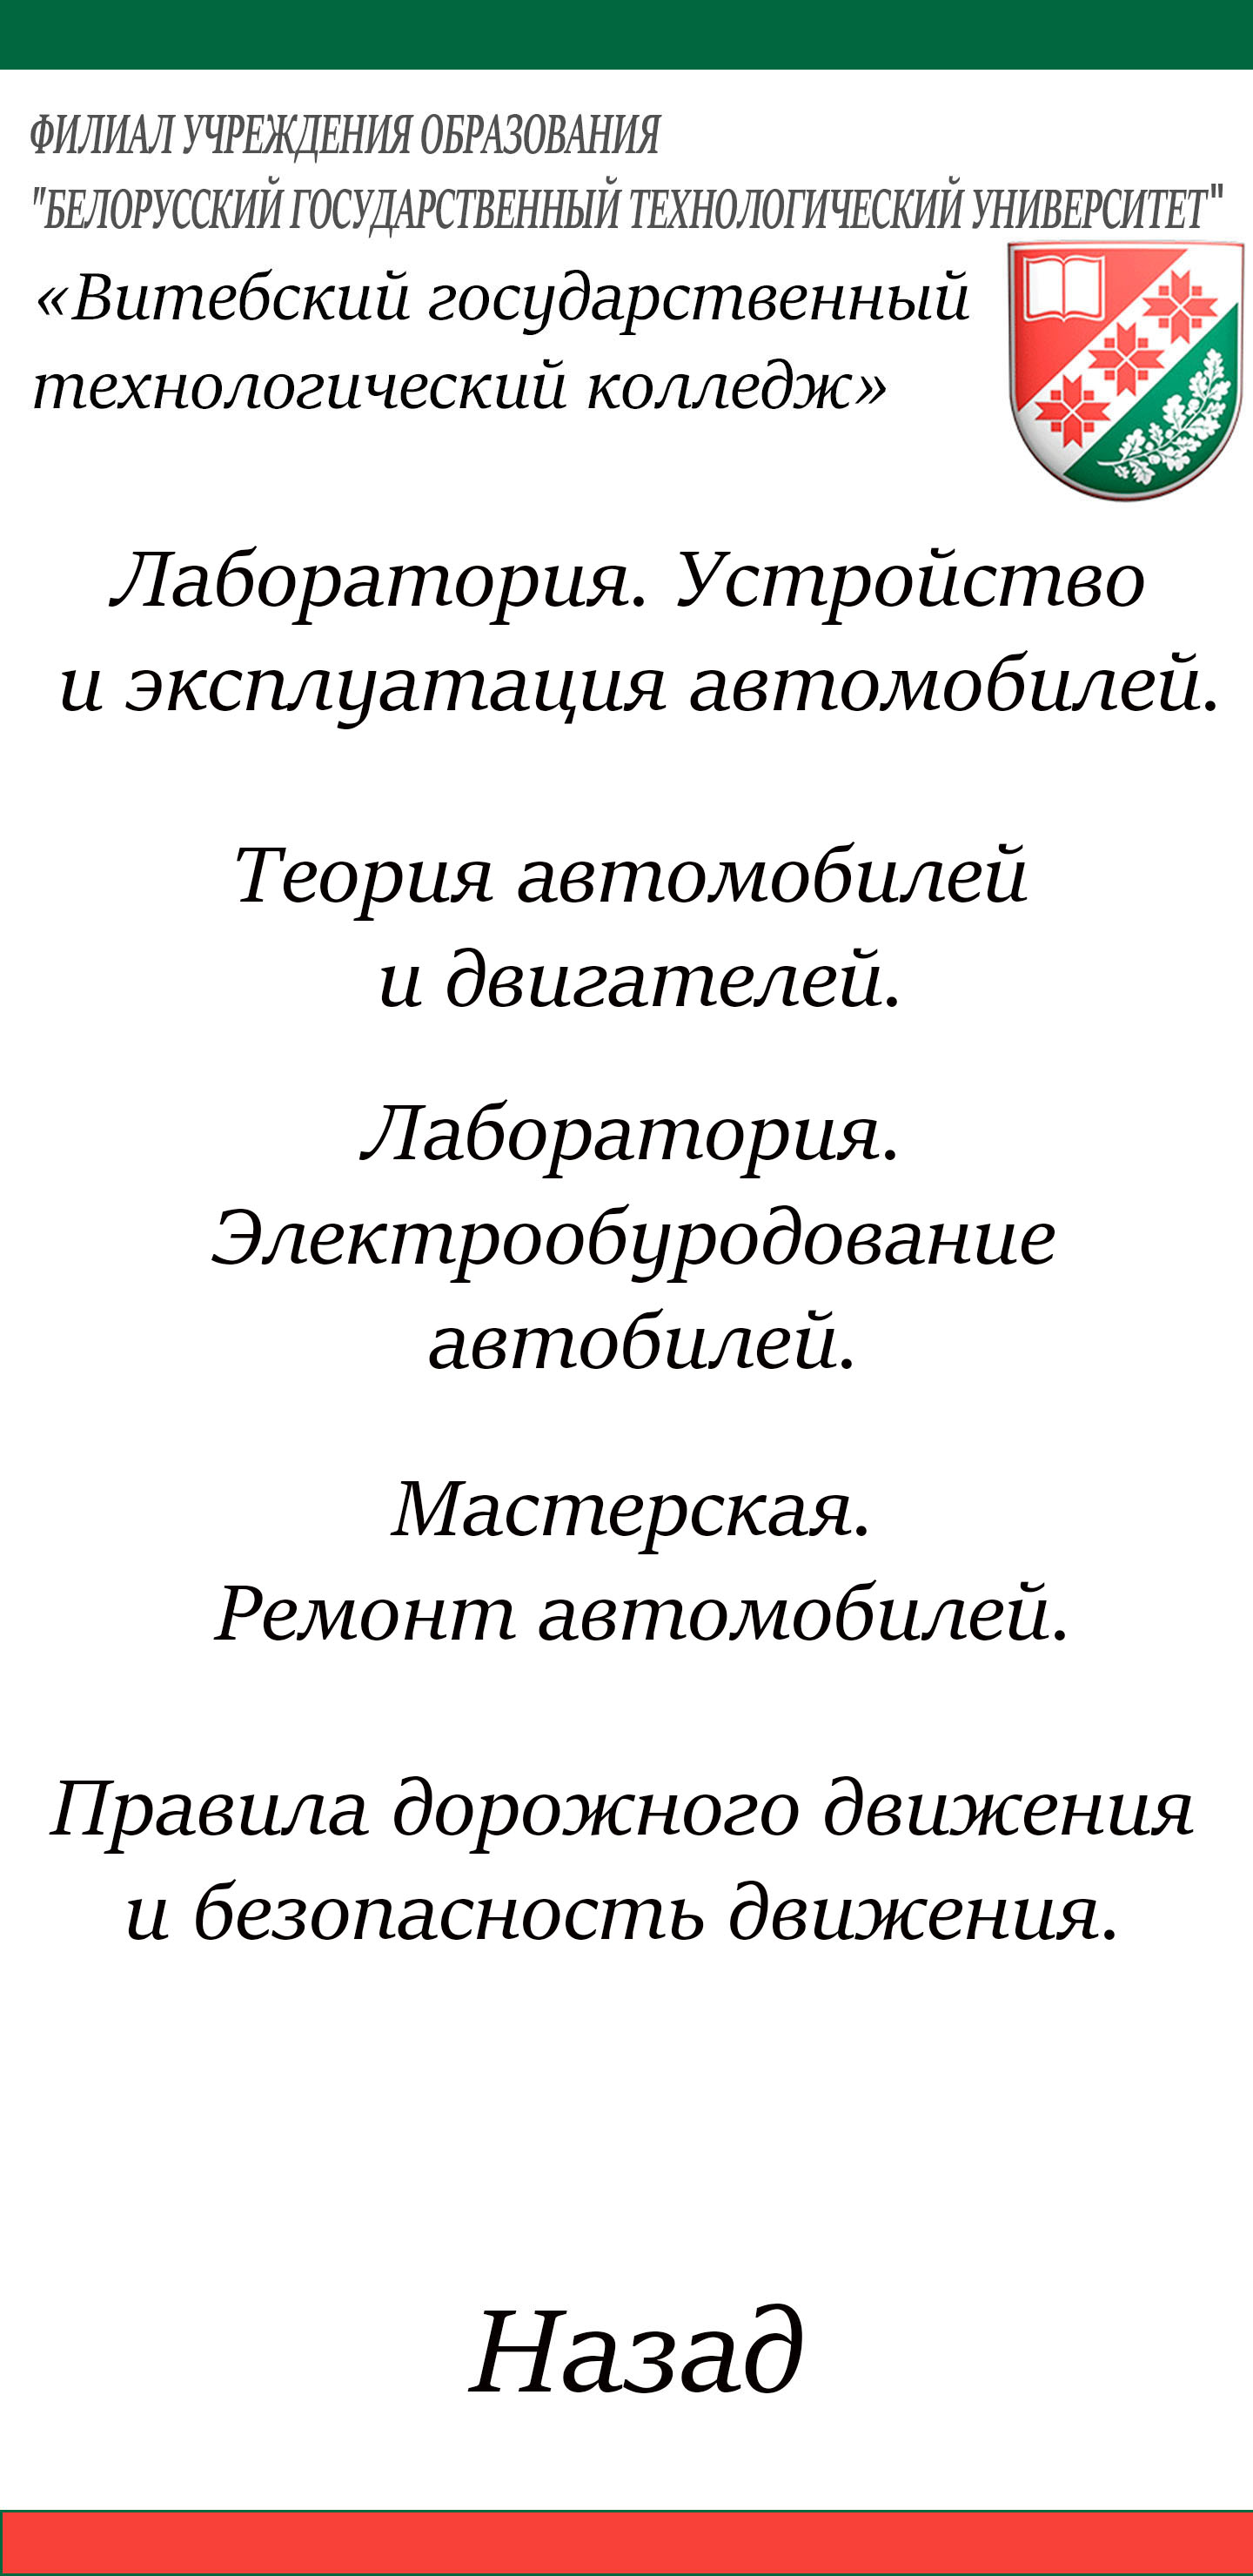 ФИЛИАЛ УЧРЕЖДЕНИЯ ОБРАЗОВАНИЯ
"БЕЛОРУССКИЙ ГОСУДАРСТВЕННЫЙ ТЕХНОЛОГИЧЕСКИЙ УНИВЕРСИТЕТ"
«Витебский государственный
технологический колледж»
Лаборатория. Устройство
и эксплуатация автомобилей.
Теория автомобилей
и двигателей.
Лаборатория.
Электрообуродование
автобилей.
Мастерская.
Ремонт автомобилей.
Правила дорожного движения
и безопасность движения.
Назад